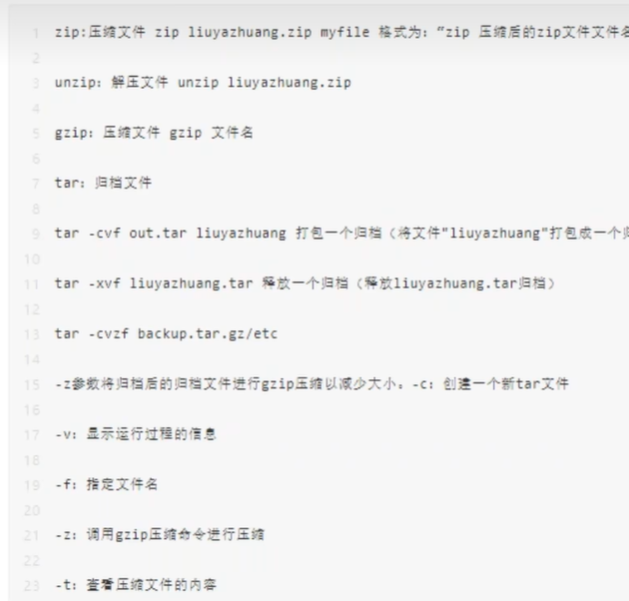 1 zip:压缩文件 zip liuyazhuang.zip myfile 格式为：“zip 压缩后的zip文件文件名
2
3 unzip：解压文件 unzip liuyazhuang.zip
4
5 gzip：压缩文件 gzip 文件名
6
7 tar：归档文件
8
9 tar -cvf out.tar liuyazhuang 打包一个归档（将文件"liuyazhuang"打包成一个归
10
11 tar -xvf liuyazhuang.tar 释放一个归档（释放liuyazhuang.tar归档）
12
13 tar -cvzf backup.tar.gz/etc
14
15 -z参数将归档后的归档文件进行gzip压缩以减少大小。-c：创建一个新tar文件
16
17 -v：显示运行过程的信息
18
19 -f：指定文件名
20
21 -z：调用gzip压缩命令进行压缩
22
23 -t：查看压缩文件的内容